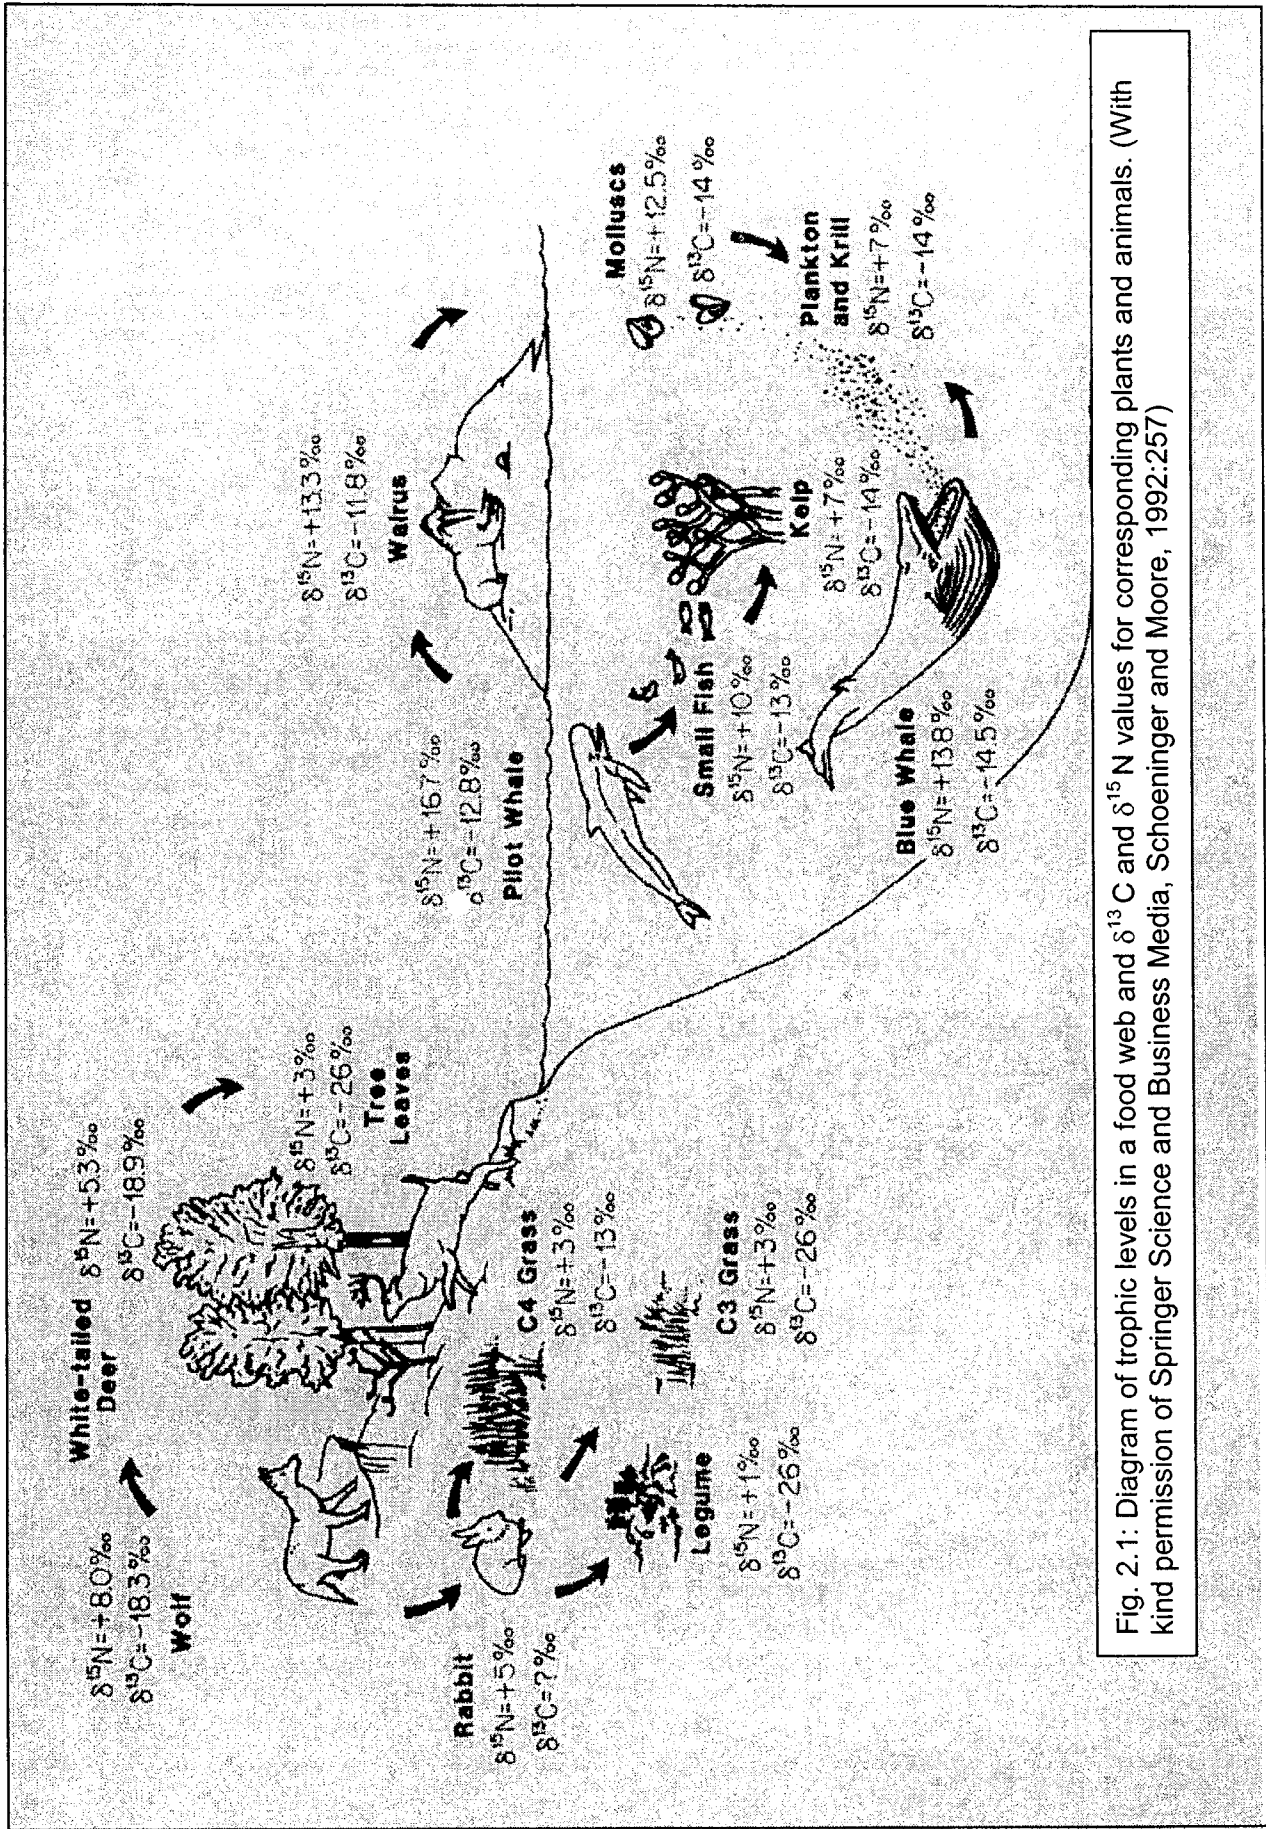 δ¹⁵N=+8.0‰
δ¹³C=-18.3‰
Wolf
White-tailed
Deer
δ¹⁵N=+5.3‰
δ¹³C=-18.9‰
δ¹⁵N=+3‰
δ¹³C=-26‰
Tree
Leaves
δ¹⁵N=+16.7‰
δ¹³C=-12.8‰
Pilot Whale
δ¹⁵N=+13.3‰
δ¹³C=-11.8‰
Walrus
Rabbit
δ¹⁵N=+5‰
δ¹³C=?‰
C4 Grass
δ¹⁵N=+3‰
δ¹³C=-13‰
Legume
δ¹⁵N=+1‰
δ¹³C=-26‰
C3 Grass
δ¹⁵N=+3‰
δ¹³C=-26‰
Small Fish
δ¹⁵N=+10‰
δ¹³C=-13‰
Kelp
δ¹⁵N=+7‰
δ¹³C=-14‰
Molluscs
δ¹⁵N=+12.5‰
δ¹³C=-14‰
Plankton
and Krill
δ¹⁵N=+7‰
δ¹³C=-14‰
Blue Whale
δ¹⁵N=+13.8‰
δ¹³C=-14.5‰
Fig. 2.1: Diagram of trophic levels in a food web and δ¹³ C and δ¹⁵ N values for corresponding plants and animals. (With
kind permission of Springer Science and Business Media, Schoeninger and Moore, 1992:257)